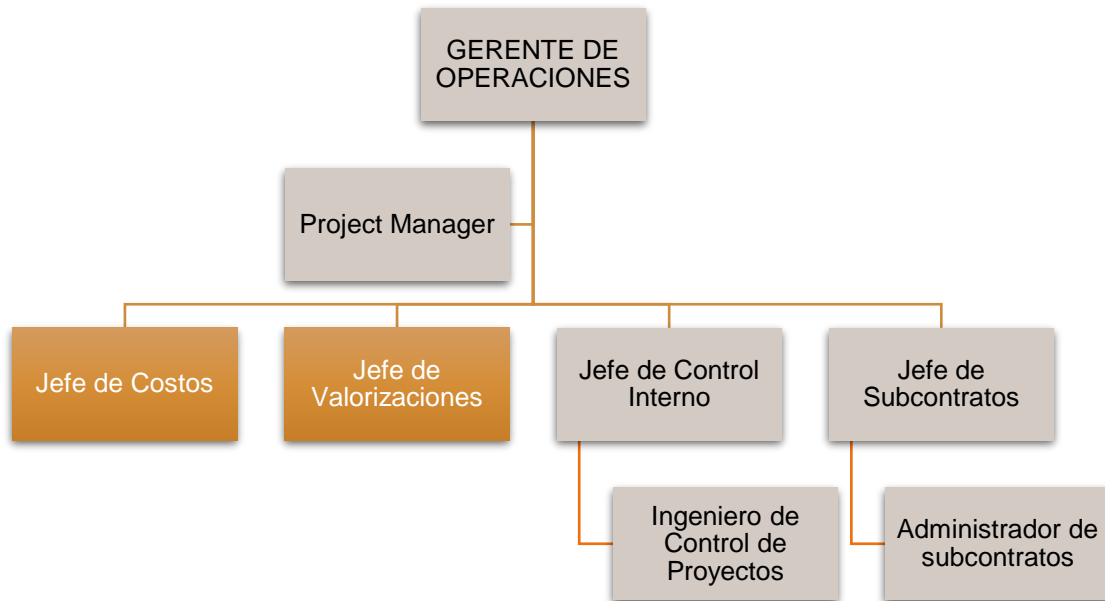 GERENTE DE
OPERACIONES
Project Manager
Jefe de Costos
Jefe de
Valorizaciones
Jefe de Control
Interno
Jefe de
Subcontratos
Ingeniero de
Control de
Proyectos
Administrador de
subcontratos